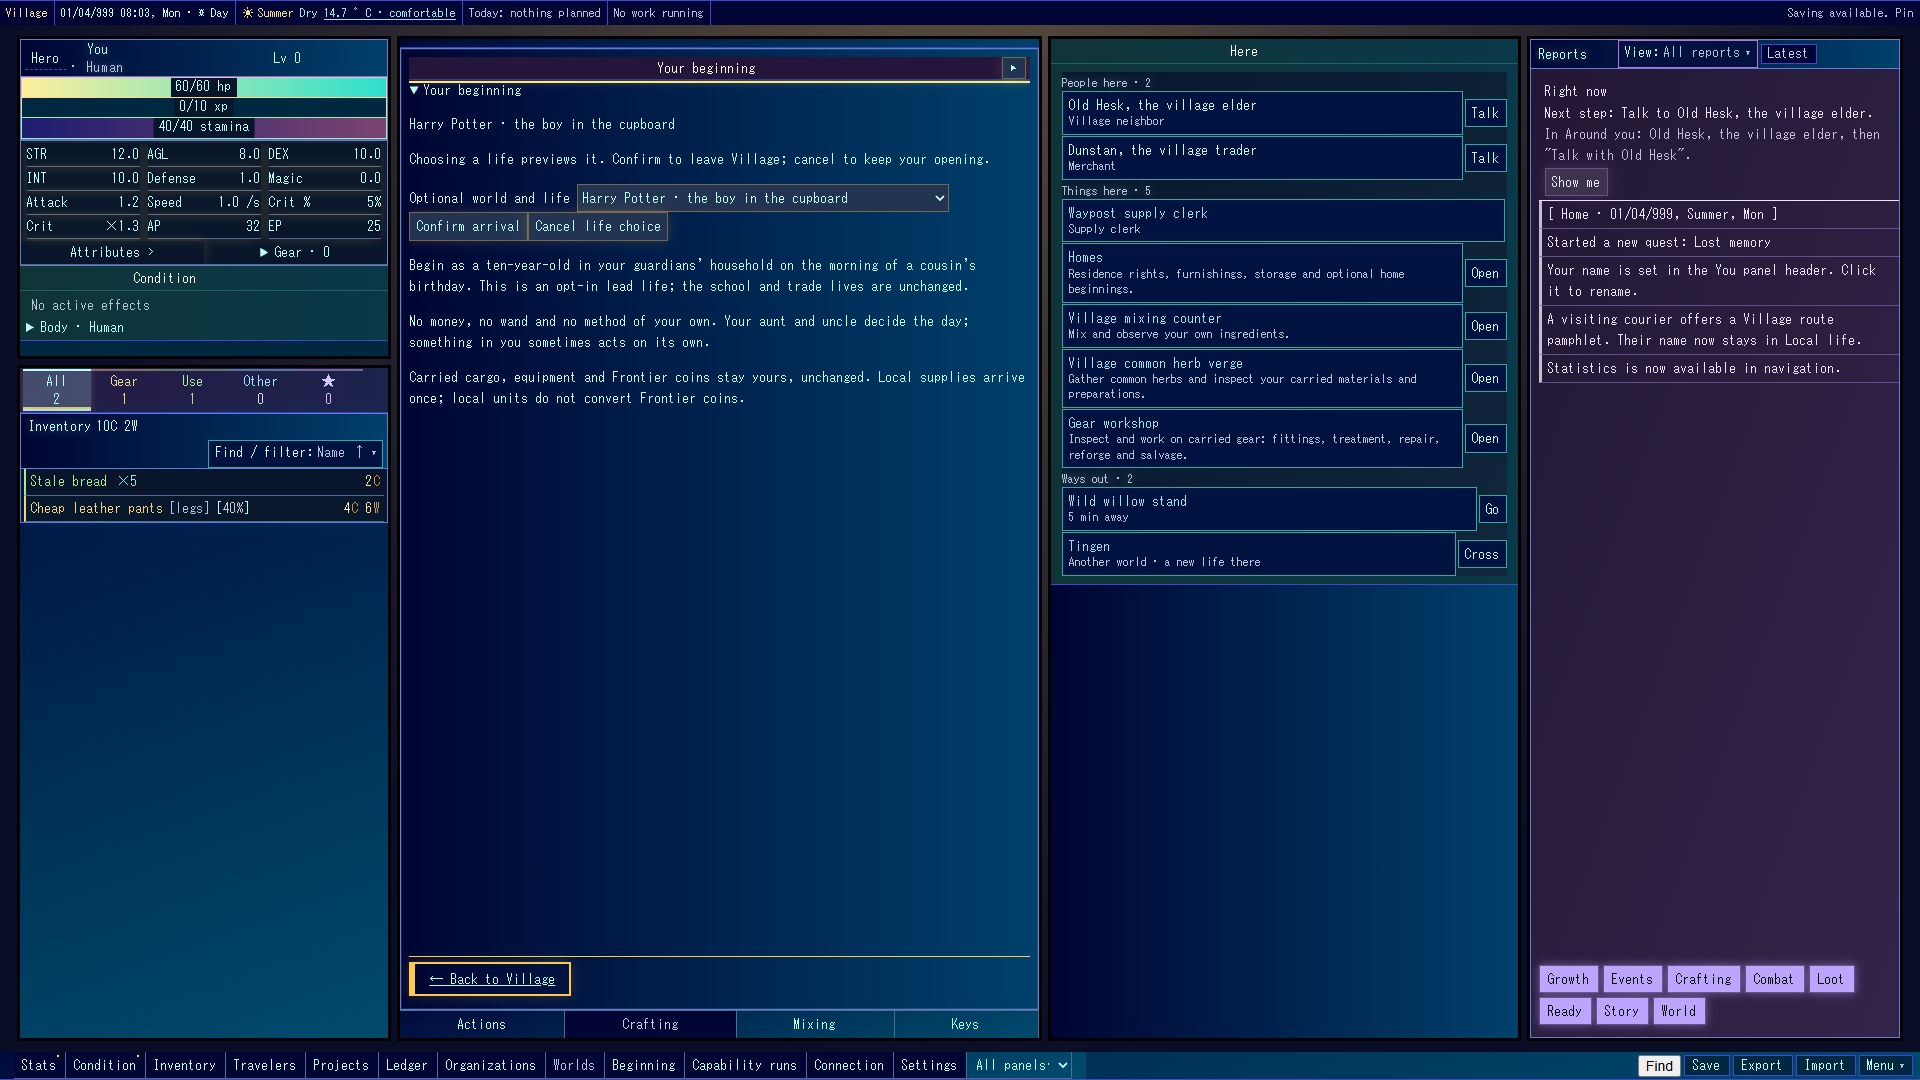 Village 01/04/999 08:03, Mon · ☀ Day ☀ Summer Dry 14.7 ° C · comfortable Today: nothing planned No work running Saving available. Pin
Hero · You Lv 0
Human
60/60 hp
0/10 xp
40/40 stamina
STR 12.0 AGL 8.0 DEX 10.0
INT 10.0 Defense 1.0 Magic 0.0
Attack 1.2 Speed 1.0 /s Crit % 5%
Crit ×1.3 AP 32 EP 25
Attributes > ▶ Gear · 0
Condition
No active effects
▶ Body · Human
All Gear Use Other ★
2 1 1 0 0
Inventory 10C 2W
Find / filter: Name ↑ ▾
Stale bread ×5 2C
Cheap leather pants [legs] [40%] 4C 6W
Your beginning ▸
▼ Your beginning
Harry Potter · the boy in the cupboard
Choosing a life previews it. Confirm to leave Village; cancel to keep your opening.
Optional world and life Harry Potter · the boy in the cupboard
Confirm arrival Cancel life choice
Begin as a ten-year-old in your guardians’ household on the morning of a cousin’s
birthday. This is an opt-in lead life; the school and trade lives are unchanged.
No money, no wand and no method of your own. Your aunt and uncle decide the day;
something in you sometimes acts on its own.
Carried cargo, equipment and Frontier coins stay yours, unchanged. Local supplies arrive
once; local units do not convert Frontier coins.
← Back to Village
Actions Crafting Mixing Keys
Here
People here · 2
Old Hesk, the village elder
Village neighbor
Talk
Dunstan, the village trader
Merchant
Talk
Things here · 5
Waypost supply clerk
Supply clerk
Homes
Residence rights, furnishings, storage and optional home
beginnings.
Open
Village mixing counter
Mix and observe your own ingredients.
Open
Village common herb verge
Gather common herbs and inspect your carried materials and
preparations.
Open
Gear workshop
Inspect and work on carried gear: fittings, treatment, repair,
reforge and salvage.
Open
Ways out · 2
Wild willow stand
5 min away
Go
Tingen
Another world · a new life there
Cross
Reports View: All reports ▾ Latest
Right now
Next step: Talk to Old Hesk, the village elder.
In Around you: Old Hesk, the village elder, then
"Talk with Old Hesk".
Show me
[ Home · 01/04/999, Summer, Mon ]
Started a new quest: Lost memory
Your name is set in the You panel header. Click
it to rename.
A visiting courier offers a Village route
pamphlet. Their name now stays in Local life.
Statistics is now available in navigation.
Growth Events Crafting Combat Loot
Ready Story World
Stats Condition Inventory Travelers Projects Ledger Organizations Worlds Beginning Capability runs Connection Settings All panels Find Save Export Import Menu ▾